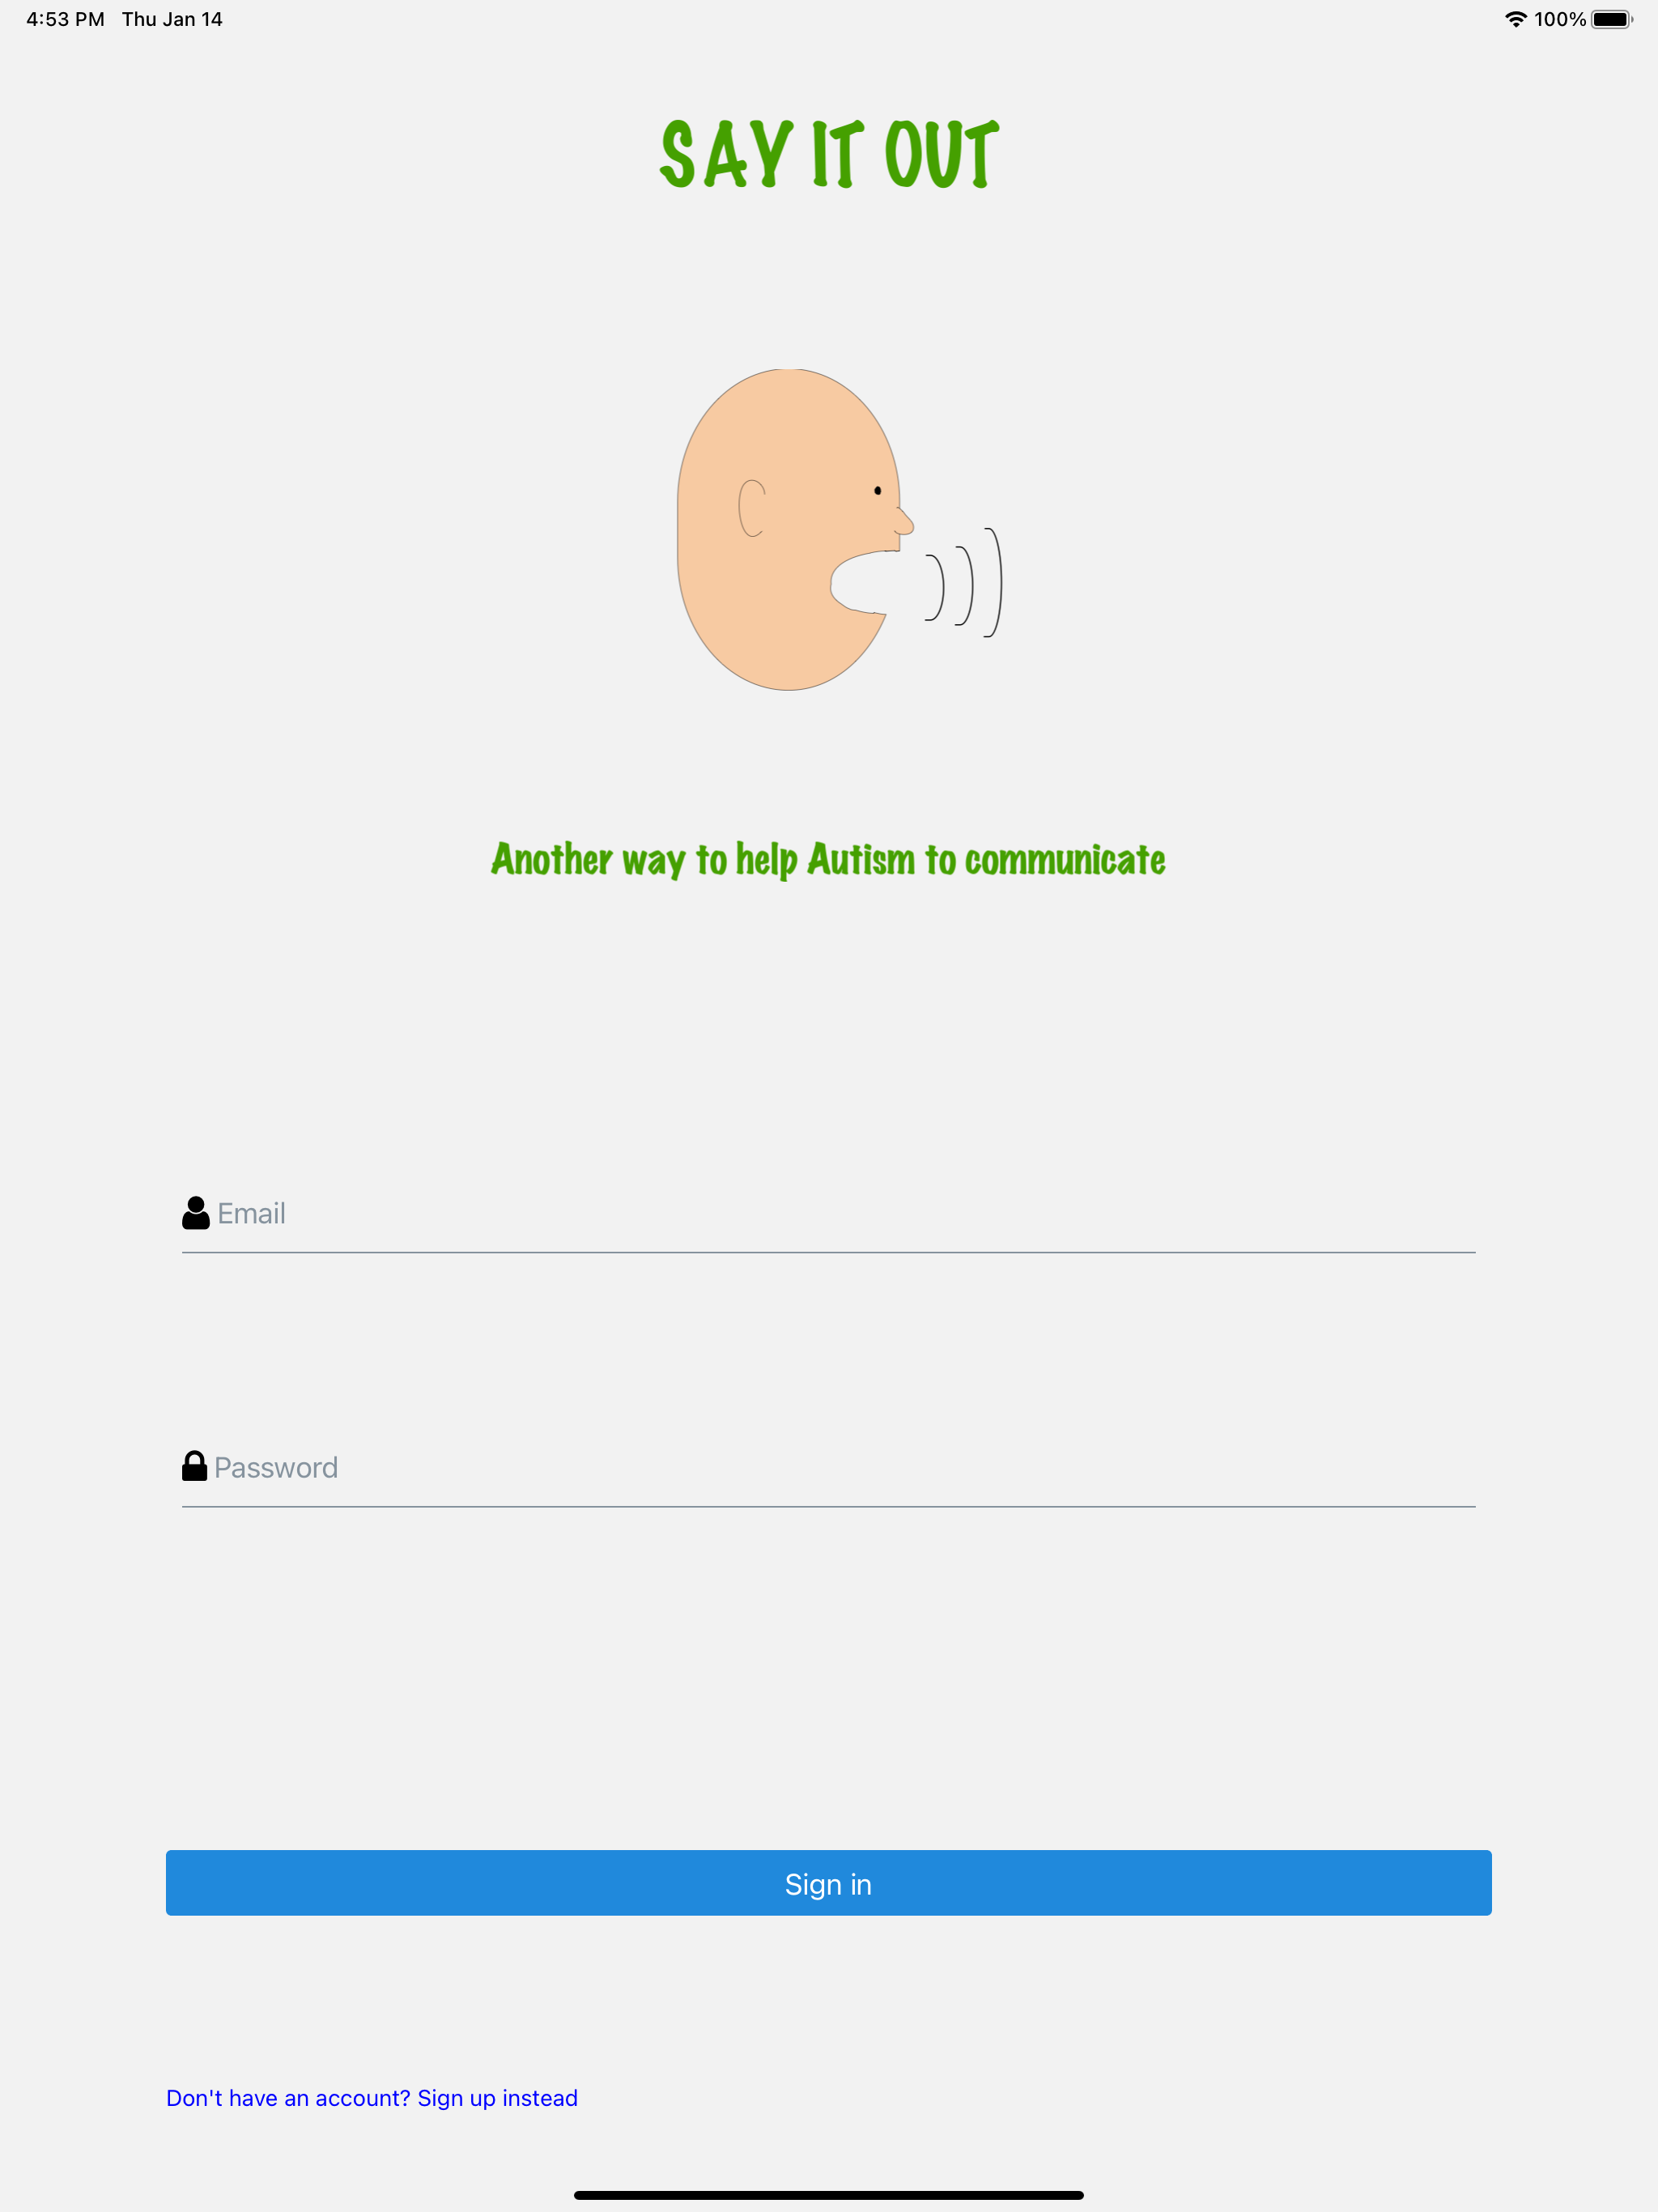 4:53 PM Thu Jan 14 100%
SAY IT OUT
Another way to help Autism to communicate
Email
Password
Sign in
Don't have an account? Sign up instead